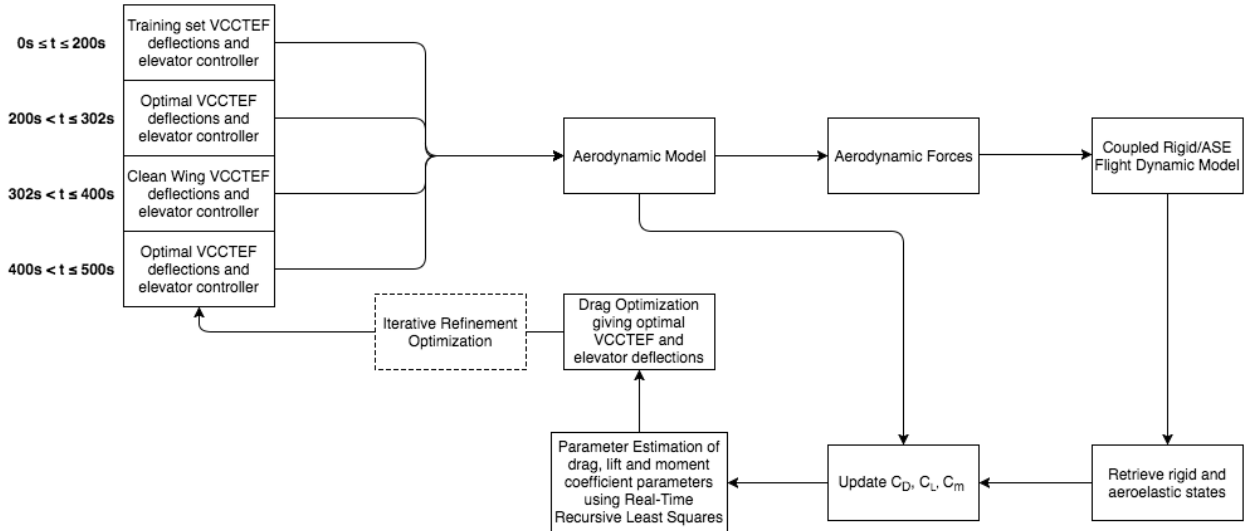 0s ≤ t ≤ 200s
Training set VCCTEF
deflections and
elevator controller
200s < t ≤ 302s
Optimal VCCTEF
deflections and
elevator controller
302s < t ≤ 400s
Clean Wing VCCTEF
deflections and
elevator controller
400s < t ≤ 500s
Optimal VCCTEF
deflections and
elevator controller
Aerodynamic Model
Aerodynamic Forces
Coupled Rigid/ASE
Flight Dynamic Model
Iterative Refinement
Optimization
Drag Optimization
giving optimal
VCCTEF and
elevator deflections
Parameter Estimation of
drag, lift and moment
coefficient parameters
using Real-Time
Recursive Least Squares
Update C_D, C_L, C_m
Retrieve rigid and
aeroelastic states